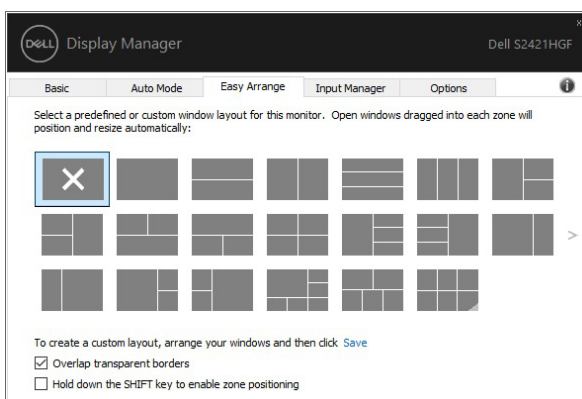 DELL Display Manager Dell S2421HGF
Basic Auto Mode Easy Arrange Input Manager Options
Select a predefined or custom window layout for this monitor. Open windows dragged into each zone will
position and resize automatically:
To create a custom layout, arrange your windows and then click Save
Overlap transparent borders
Hold down the SHIFT key to enable zone positioning